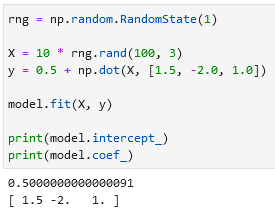 rng = np.random.RandomState(1)
X = 10 * rng.rand(100, 3)
y = 0.5 + np.dot(X, [1.5, -2.0, 1.0])
model.fit(X, y)
print(model.intercept_)
print(model.coef_)
0.5000000000000091
[ 1.5 -2.   1. ]